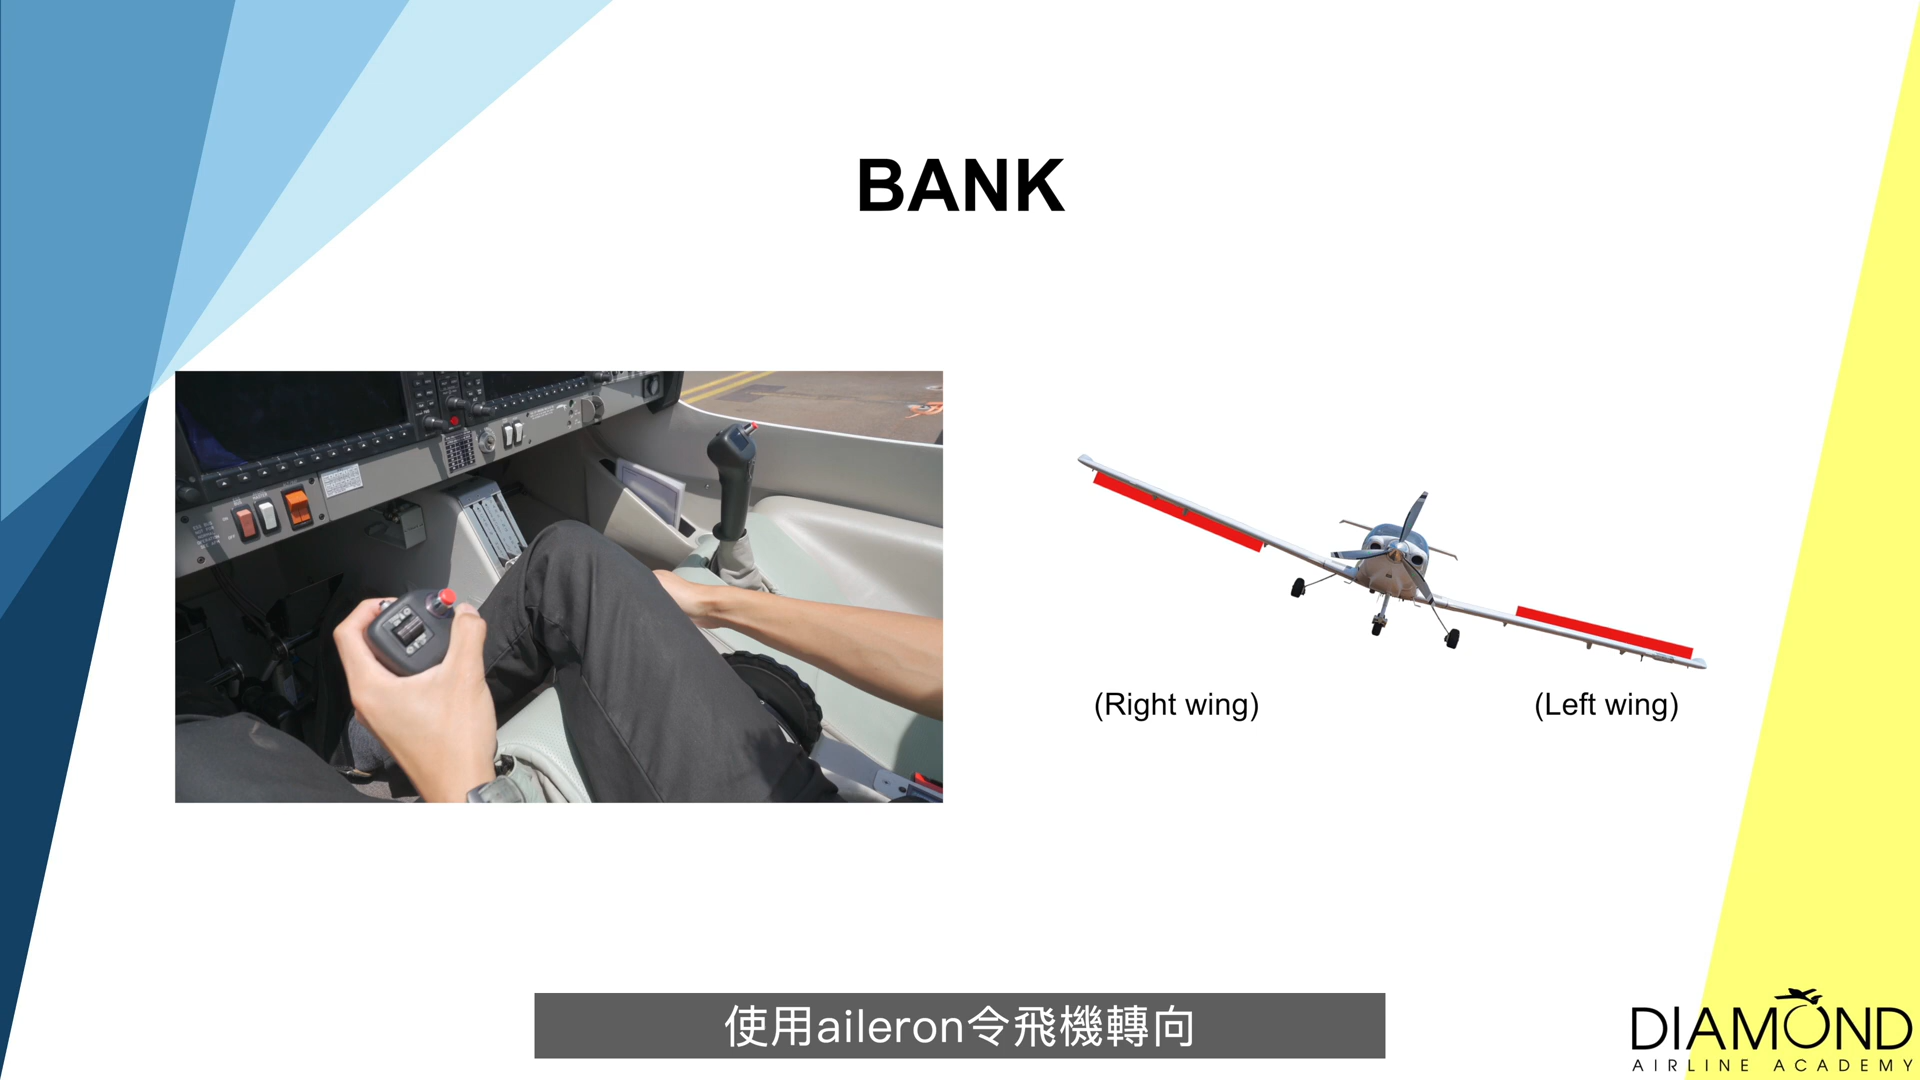 BANK
(Right wing)
(Left wing)
使用aileron令飛機轉向
DIAMOND
AIRLINE ACADEMY